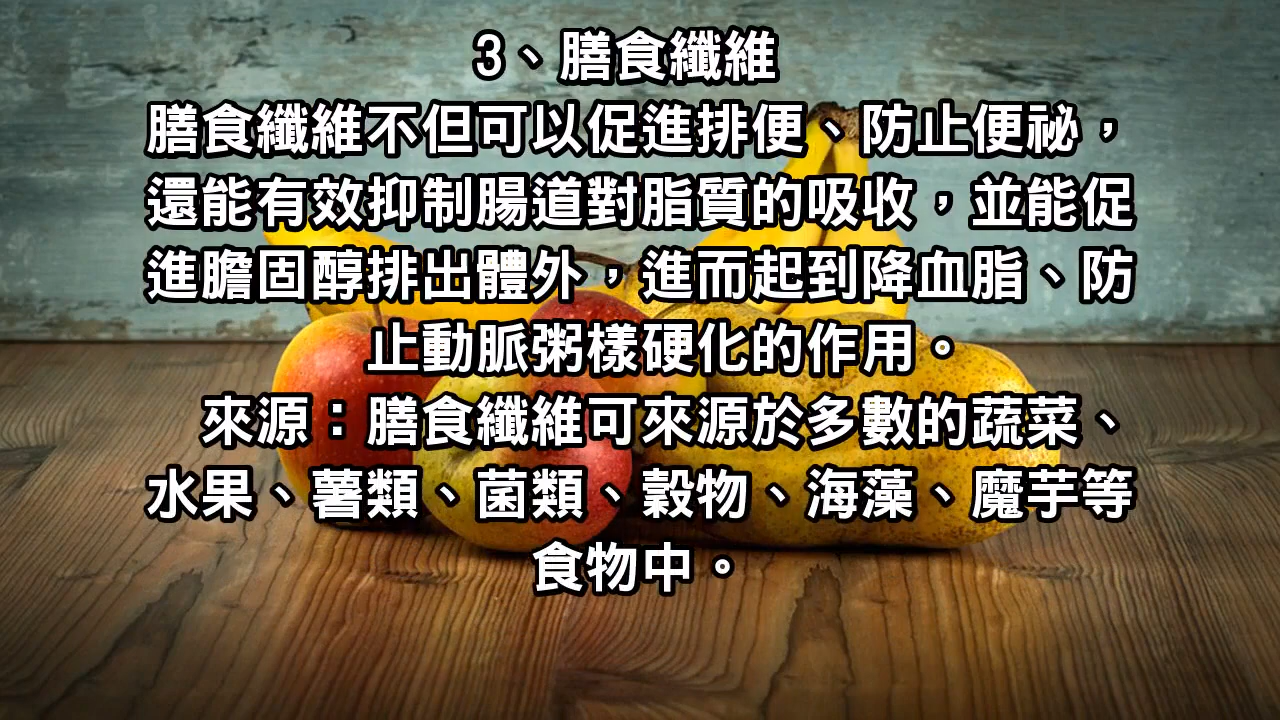 3、膳食纖維
膳食纖維不但可以促進排便、防止便祕，
還能有效抑制腸道對脂質的吸收，並能促
進膽固醇排出體外，進而起到降血脂、防
止動脈粥樣硬化的作用。
來源：膳食纖維可來源於多數的蔬菜、
水果、薯類、菌類、穀物、海藻、魔芋等
食物中。